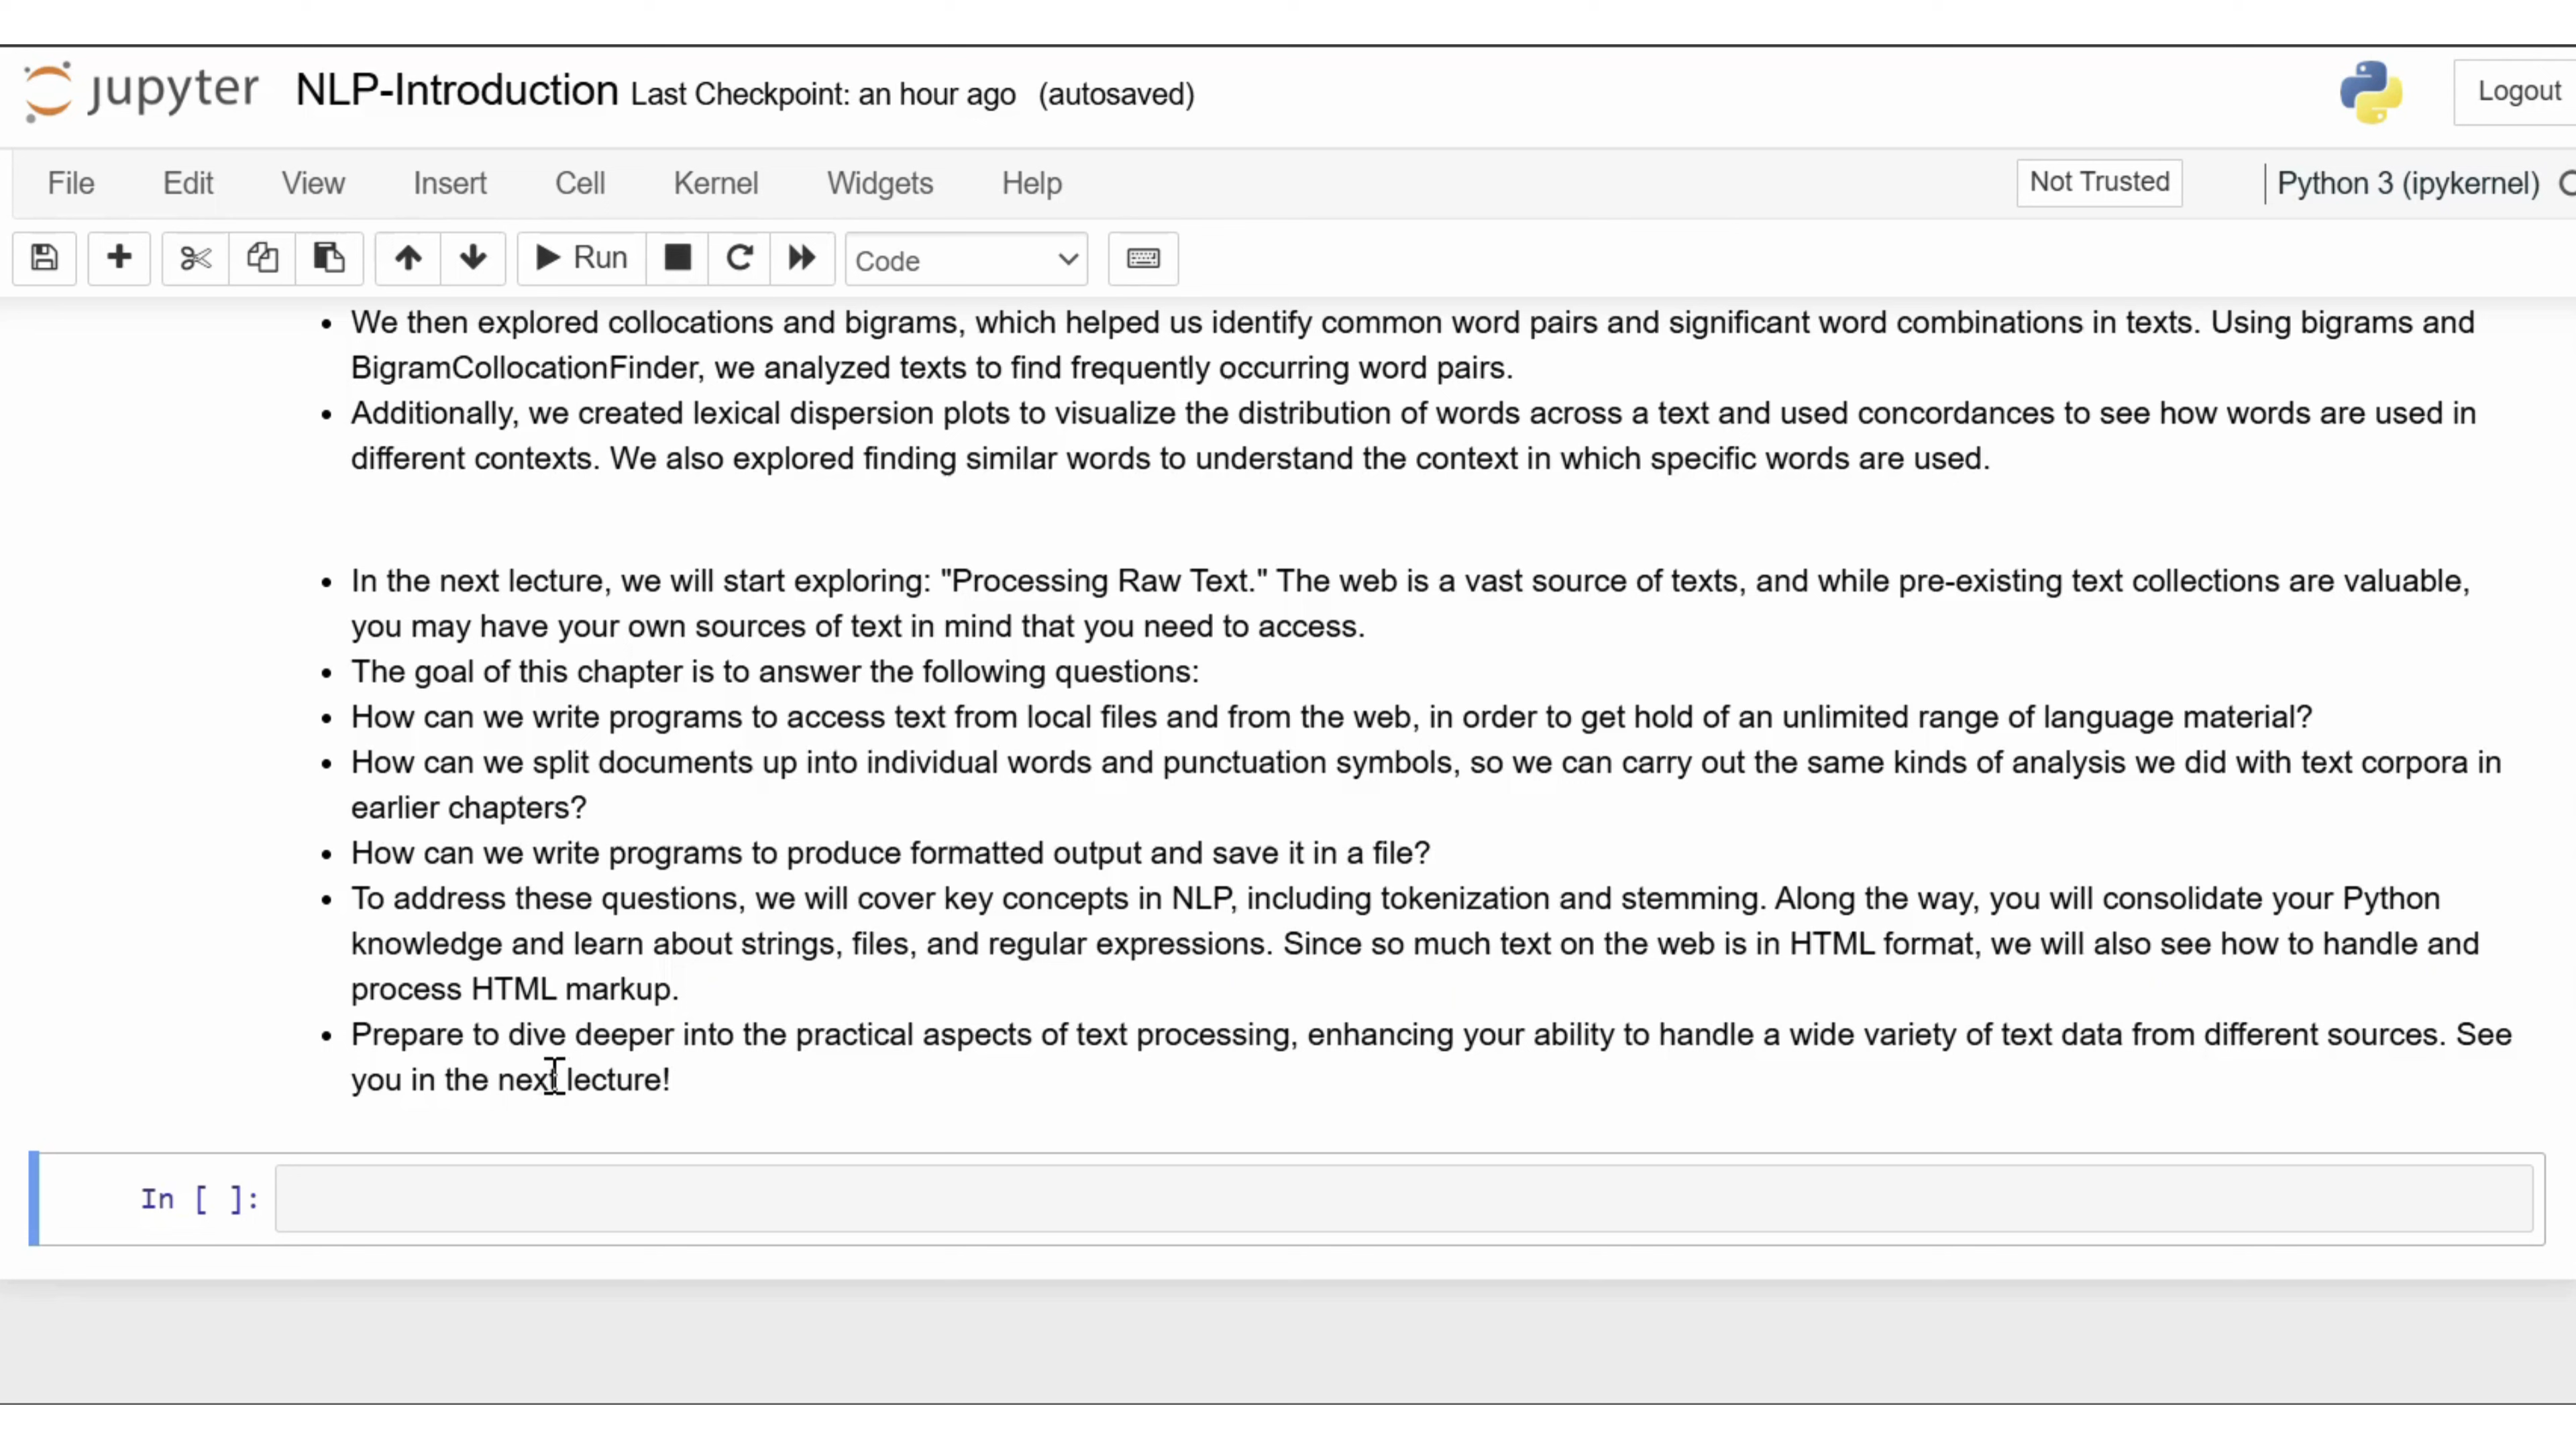 jupyter NLP-Introduction Last Checkpoint: an hour ago (autosaved) Logout
File Edit View Insert Cell Kernel Widgets Help Not Trusted Python 3 (ipykernel)
Run Code
• We then explored collocations and bigrams, which helped us identify common word pairs and significant word combinations in texts. Using bigrams and
BigramCollocationFinder, we analyzed texts to find frequently occurring word pairs.
• Additionally, we created lexical dispersion plots to visualize the distribution of words across a text and used concordances to see how words are used in
different contexts. We also explored finding similar words to understand the context in which specific words are used.
• In the next lecture, we will start exploring: "Processing Raw Text." The web is a vast source of texts, and while pre-existing text collections are valuable,
you may have your own sources of text in mind that you need to access.
• The goal of this chapter is to answer the following questions:
• How can we write programs to access text from local files and from the web, in order to get hold of an unlimited range of language material?
• How can we split documents up into individual words and punctuation symbols, so we can carry out the same kinds of analysis we did with text corpora in
earlier chapters?
• How can we write programs to produce formatted output and save it in a file?
• To address these questions, we will cover key concepts in NLP, including tokenization and stemming. Along the way, you will consolidate your Python
knowledge and learn about strings, files, and regular expressions. Since so much text on the web is in HTML format, we will also see how to handle and
process HTML markup.
• Prepare to dive deeper into the practical aspects of text processing, enhancing your ability to handle a wide variety of text data from different sources. See
you in the next lecture!
In [ ]: